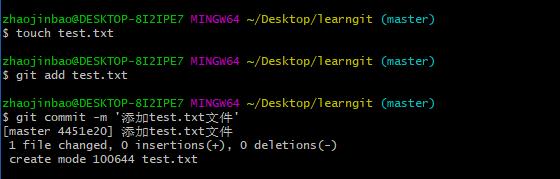 zhaojinbao@DESKTOP-8I2IPE7 MINGW64 ~/Desktop/learngit (master)
$ touch test.txt
zhaojinbao@DESKTOP-8I2IPE7 MINGW64 ~/Desktop/learngit (master)
$ git add test.txt
zhaojinbao@DESKTOP-8I2IPE7 MINGW64 ~/Desktop/learngit (master)
$ git commit -m '添加test.txt文件'
[master 4451e20] 添加test.txt文件
1 file changed, 0 insertions(+), 0 deletions(-)
create mode 100644 test.txt